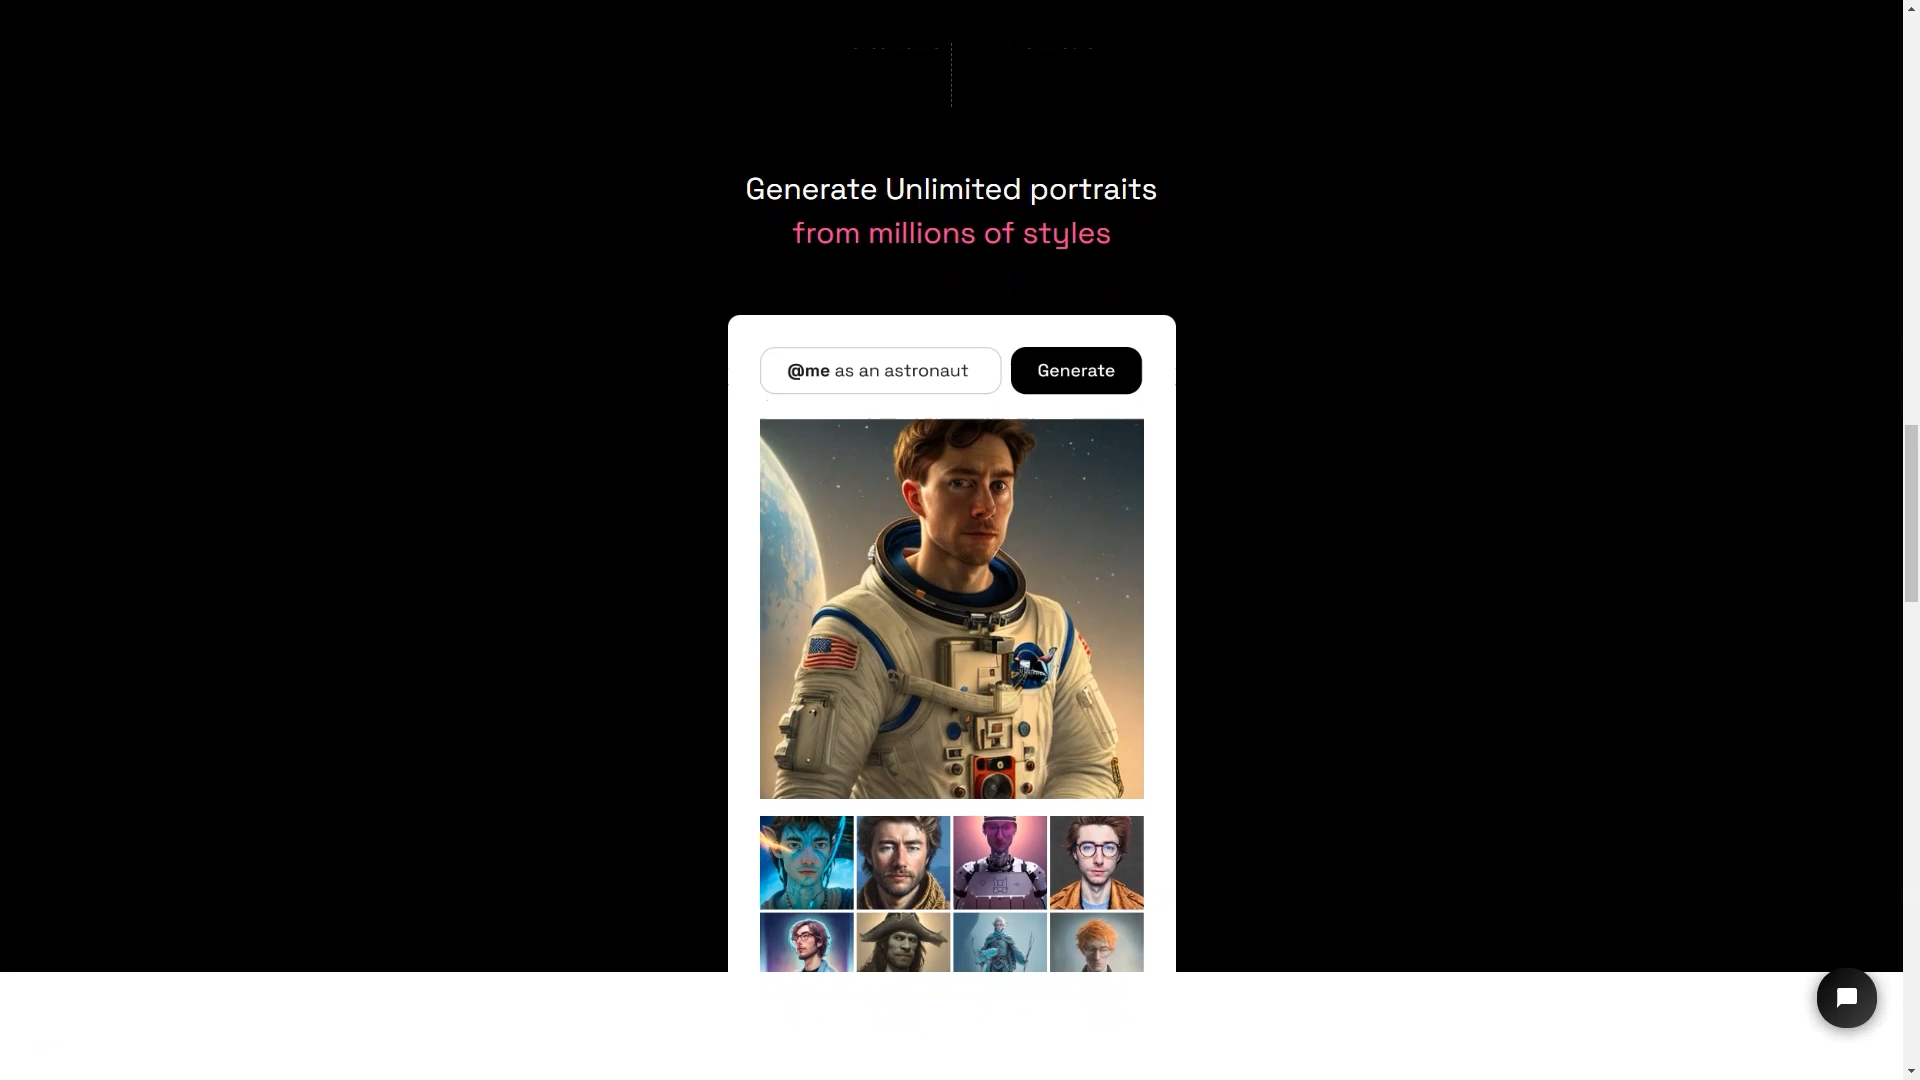 Generate Unlimited portraits
from millions of styles
@me as an astronaut
Generate